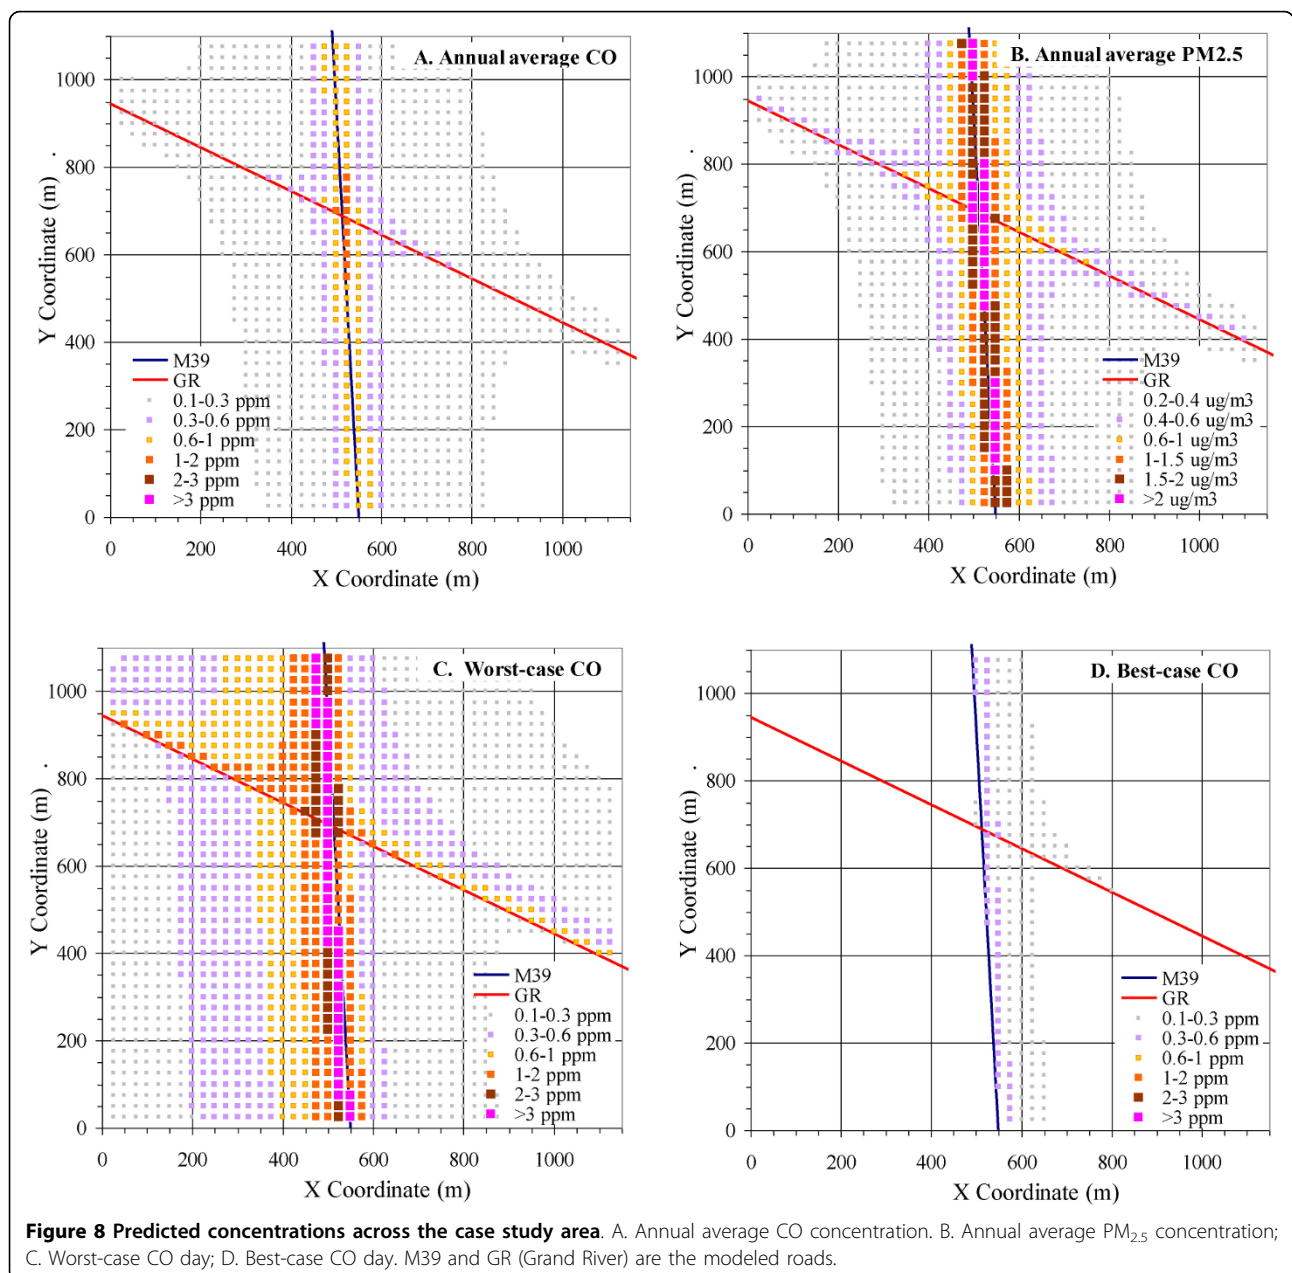 A. Annual average CO
Y Coordinate (m)
1000
800
600
400
200
0
M39
GR
0.1-0.3 ppm
0.3-0.6 ppm
0.6-1 ppm
1-2 ppm
2-3 ppm
>3 ppm
0 200 400 600 800 1000
X Coordinate (m)
B. Annual average PM2.5
Y Coordinate (m)
1000
800
600
400
200
0
M39
GR
0.2-0.4 ug/m3
0.4-0.6 ug/m3
0.6-1 ug/m3
1-1.5 ug/m3
1.5-2 ug/m3
>2 ug/m3
0 200 400 600 800 1000
X Coordinate (m)
C. Worst-case CO
Y Coordinate (m)
1000
800
600
400
200
0
M39
GR
0.1-0.3 ppm
0.3-0.6 ppm
0.6-1 ppm
1-2 ppm
2-3 ppm
>3 ppm
0 200 400 600 800 1000
X Coordinate (m)
D. Best-case CO
Y Coordinate (m)
1000
800
600
400
200
0
M39
GR
0.1-0.3 ppm
0.3-0.6 ppm
0.6-1 ppm
1-2 ppm
2-3 ppm
>3 ppm
0 200 400 600 800 1000
X Coordinate (m)
Figure 8 Predicted concentrations across the case study area. A. Annual average CO concentration. B. Annual average PM2.5 concentration;
C. Worst-case CO day; D. Best-case CO day. M39 and GR (Grand River) are the modeled roads.